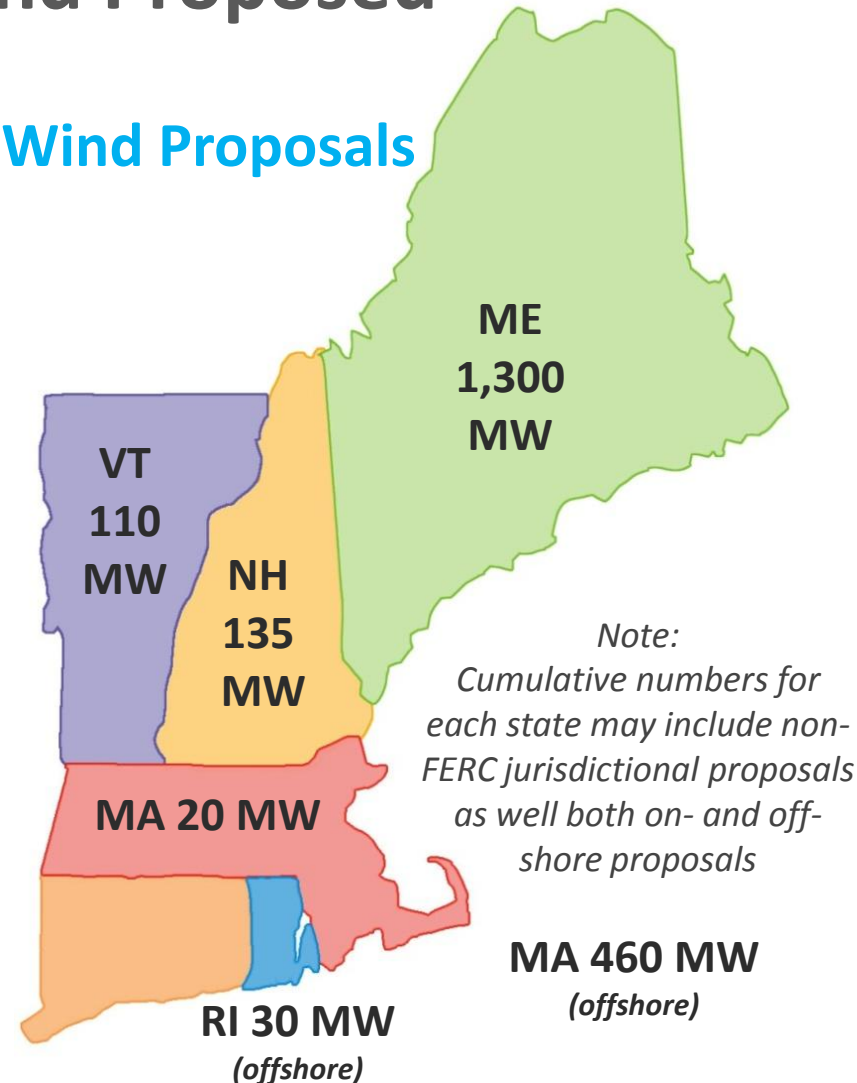 nd Proposed
Wind Proposals
ME
1,300
MW
VT
110
MW
NH
135
MW
Note:
Cumulative numbers for
each state may include non-
FERC jurisdictional proposals
as well both on- and off-
shore proposals
MA 20 MW
MA 460 MW
(offshore)
RI 30 MW
(offshore)